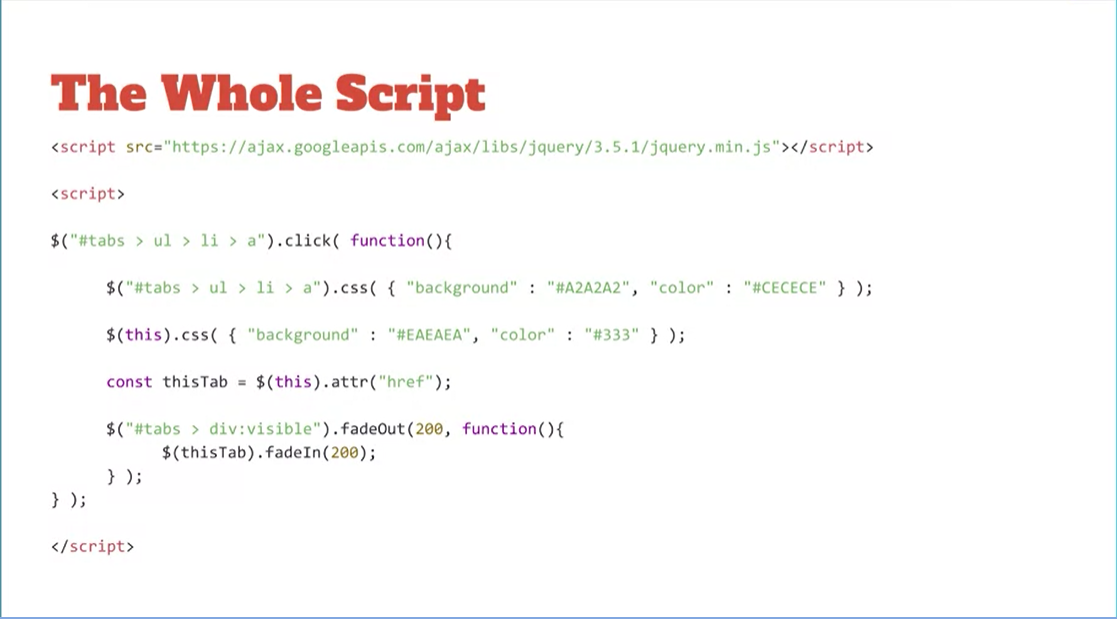 The Whole Script
<script src="https://ajax.googleapis.com/ajax/libs/jquery/3.5.1/jquery.min.js"></script>
<script>
$("#tabs > ul > li > a").click( function(){
$("#tabs > ul > li > a").css( { "background" : "#A2A2A2", "color" : "#CECECE" } );
$(this).css( { "background" : "#EAEAEA", "color" : "#333" } );
const thisTab = $(this).attr("href");
$("#tabs > div:visible").fadeOut(200, function(){
$(thisTab).fadeIn(200);
} );
} );
</script>